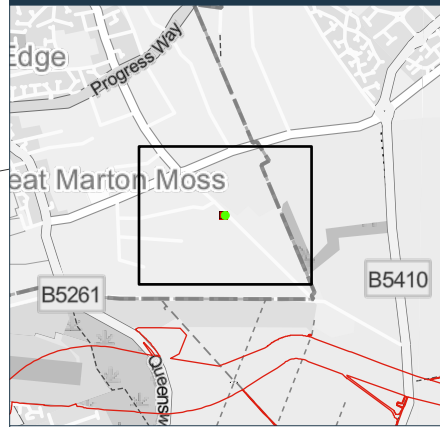 Edge
Progress Way
eat Marton Moss
B5261
B5410
Queensw